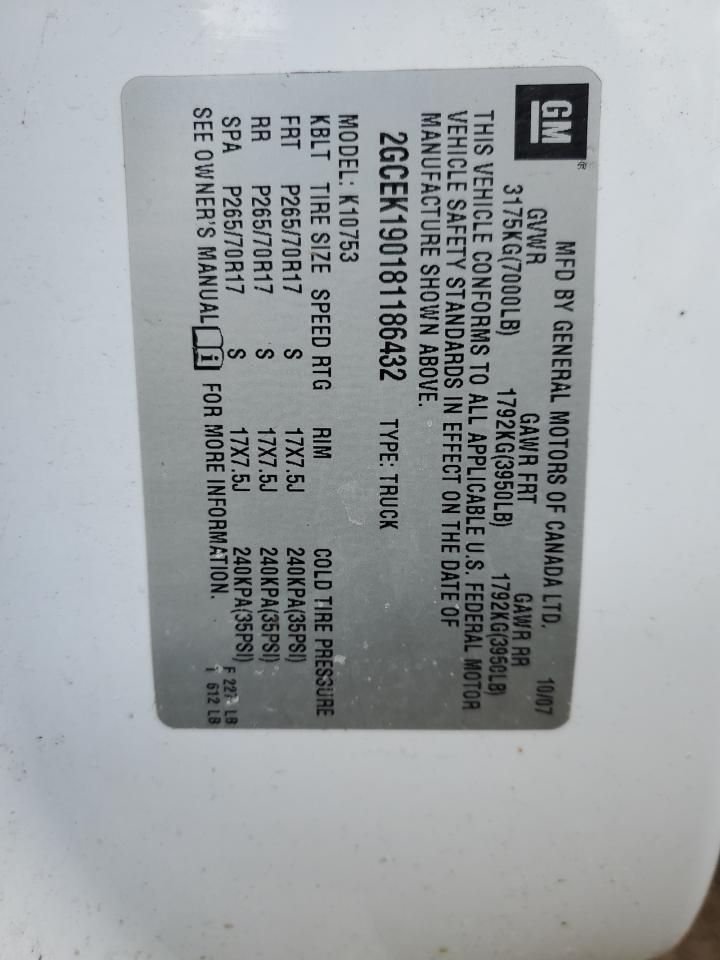 GM®
MFD BY GENERAL MOTORS OF CANADA LTD.
10/07
GVWR GAWR FRT GAWR RR
3175KG(7000LB) 1792KG(3950LB) 1792KG(3950LB)
THIS VEHICLE CONFORMS TO ALL APPLICABLE U.S. FEDERAL MOTOR
VEHICLE SAFETY STANDARDS IN EFFECT ON THE DATE OF
MANUFACTURE SHOWN ABOVE.
2GCEK190181186432 TYPE: TRUCK
MODEL: K10753
KBLT TIRE SIZE SPEED RTG RIM COLD TIRE PRESSURE
FRT P265/70R17 S 17X7.5J 240KPA(35PSI)
RR P265/70R17 S 17X7.5J 240KPA(35PSI)
SPA P265/70R17 S 17X7.5J 240KPA(35PSI)
SEE OWNER'S MANUAL FOR MORE INFORMATION.
F LB
612 LB